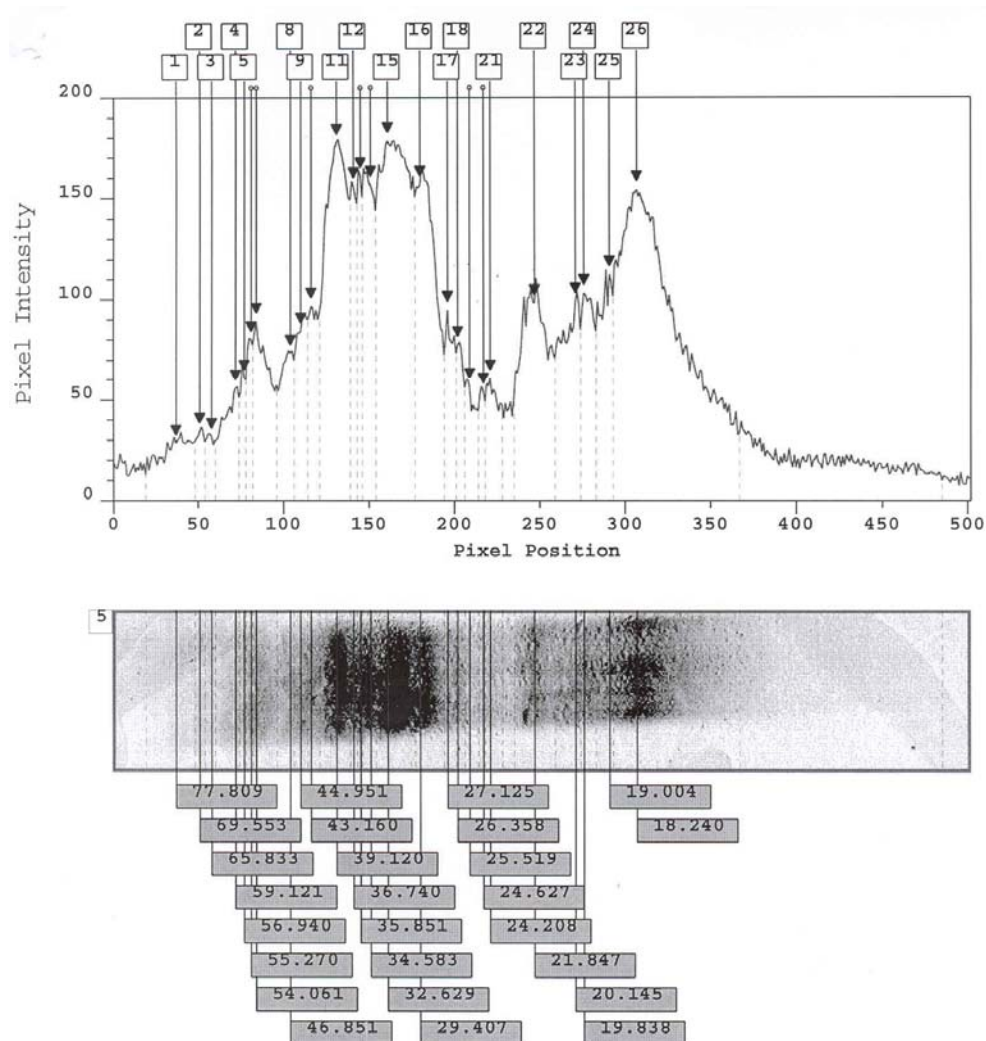 2 4 8 12 16 18 22 24 26
1 3 5 9 11 15 17 21 23 25
200
150
100
50
0
Pixel Intensity
0 50 100 150 200 250 300 350 400 450 500
Pixel Position
5
77.809 44.951 27.125 19.004
69.553 43.160 26.358 18.240
65.833 39.120 25.519
59.121 36.740 24.627
56.940 35.851 24.208
55.270 34.583 21.847
54.061 32.629 20.145
46.851 29.407 19.838